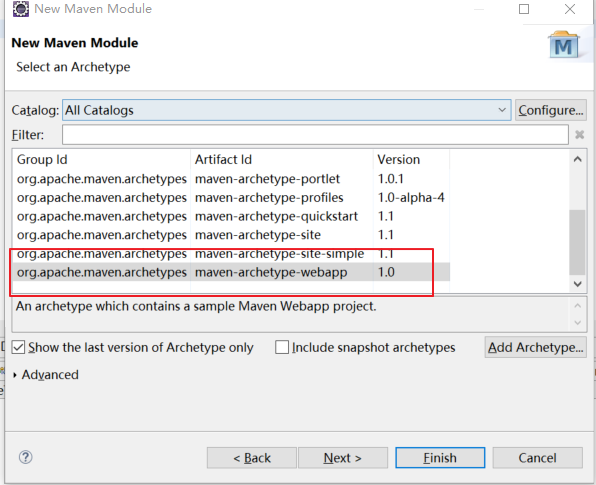 New Maven Module
New Maven Module
Select an Archetype
Catalog: All Catalogs Configure...
Filter:
Group Id Artifact Id Version
org.apache.maven.archetypes maven-archetype-portlet 1.0.1
org.apache.maven.archetypes maven-archetype-profiles 1.0-alpha-4
org.apache.maven.archetypes maven-archetype-quickstart 1.1
org.apache.maven.archetypes maven-archetype-site 1.1
org.apache.maven.archetypes maven-archetype-site-simple 1.1
org.apache.maven.archetypes maven-archetype-webapp 1.0
An archetype which contains a sample Maven Webapp project.
Show the last version of Archetype only Include snapshot archetypes Add Archetype...
Advanced
? < Back Next > Finish Cancel